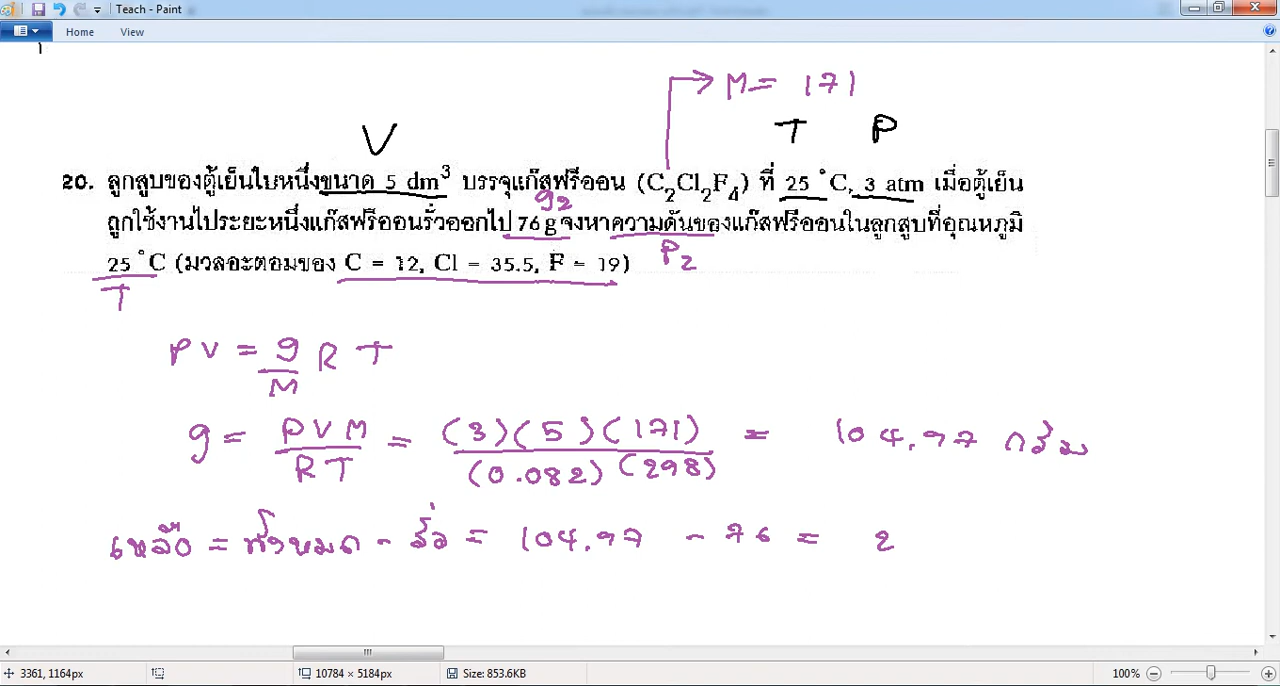 Teach - Paint
Home View
M = 171
V T P
20. ลูกสูบของตู้เย็นใบหนึ่งขนาด 5 dm³ บรรจุแก๊สฟรีออน (C₂Cl₂F₄) ที่ 25 °C, 3 atm เมื่อตู้เย็น
g₂
ถูกใช้งานไประยะหนึ่งแก๊สฟรีออนรั่วออกไป 76 g จงหาความดันของแก๊สฟรีออนในลูกสูบที่อุณหภูมิ
P₂
25 °C (มวลอะตอมของ C = 12, Cl = 35.5, F = 19)
T
PV = g/M R T
g = PVM/RT = (3)(5)(171)/(0.082)(298) = 104.97 กรัม
เหลือ = ทั้งหมด - รั่ว = 104.97 - 76 = 2
3361, 1164px 10784 × 5184px Size: 853.6KB 100%